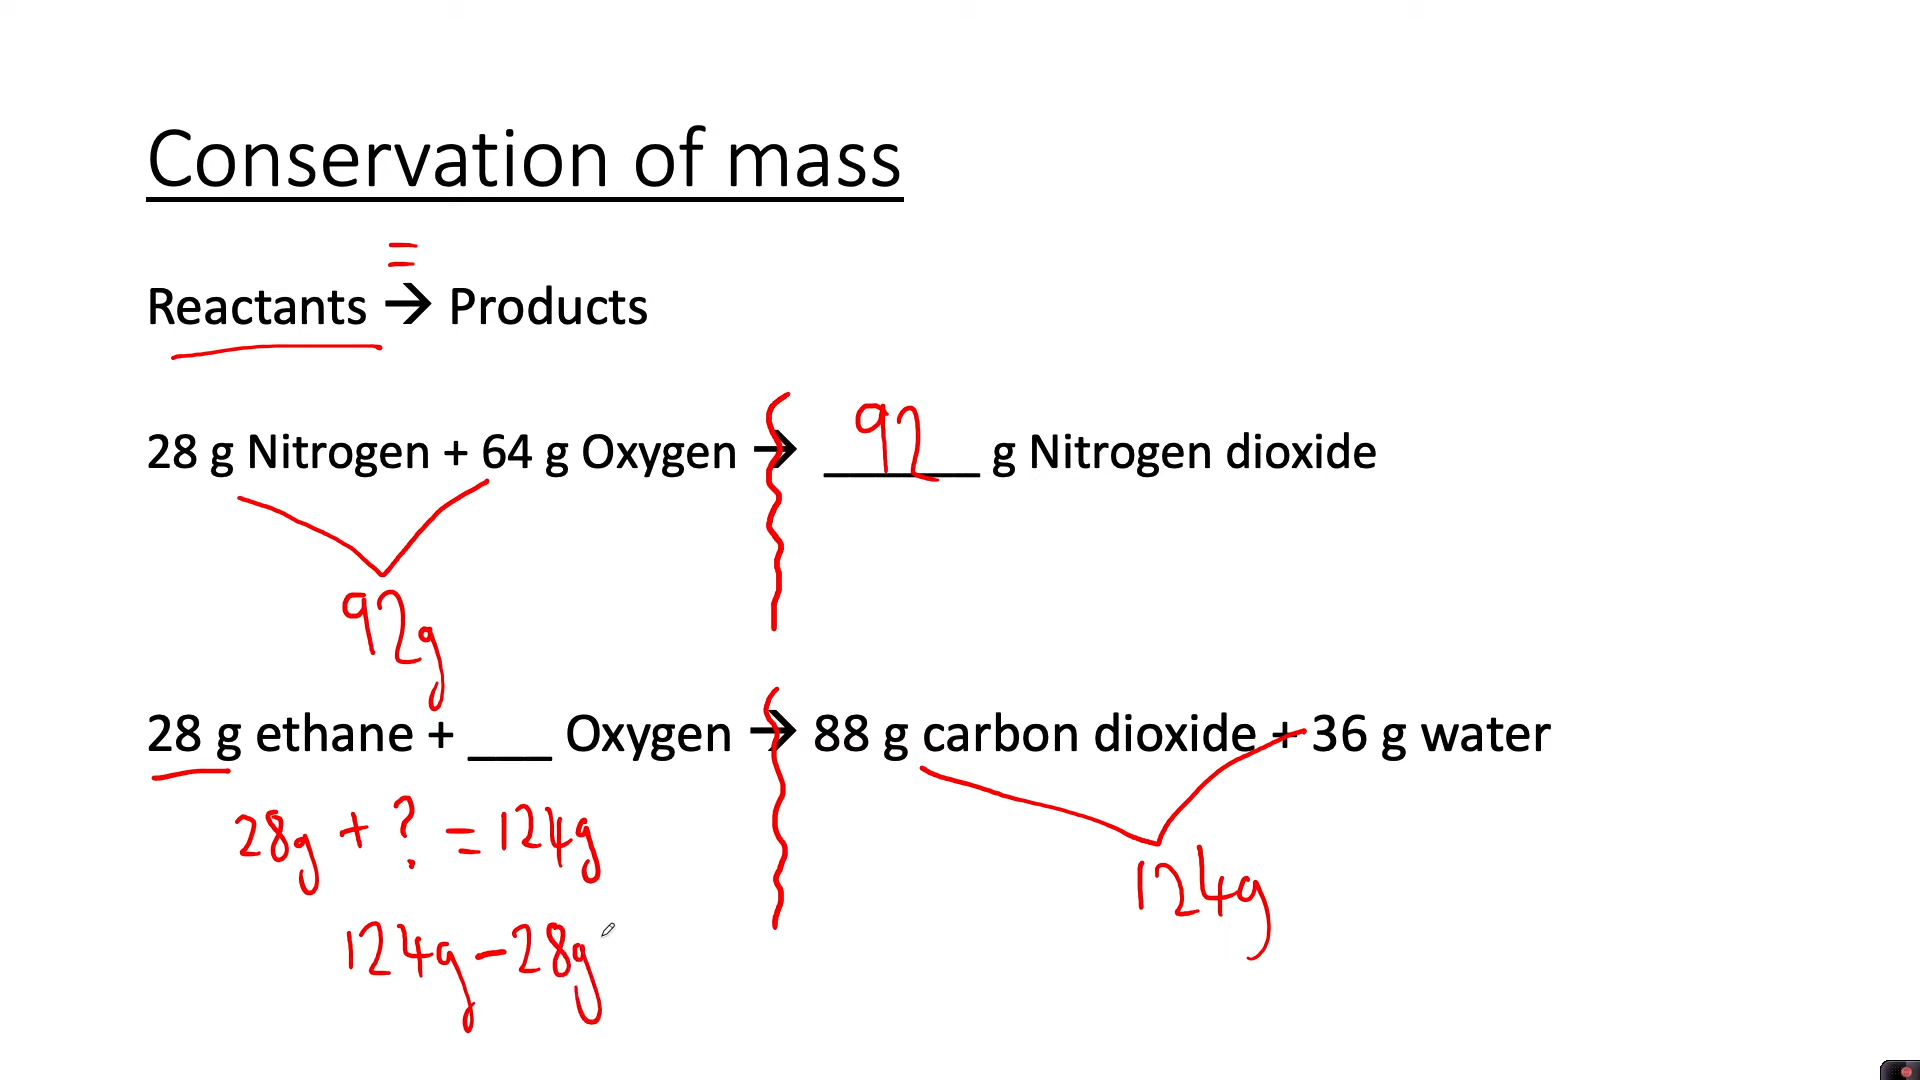 Conservation of mass
=
Reactants → Products
28 g Nitrogen + 64 g Oxygen → 92 g Nitrogen dioxide
92g
28 g ethane + ___ Oxygen → 88 g carbon dioxide + 36 g water
28g + ? = 124g
124g
124g - 28g